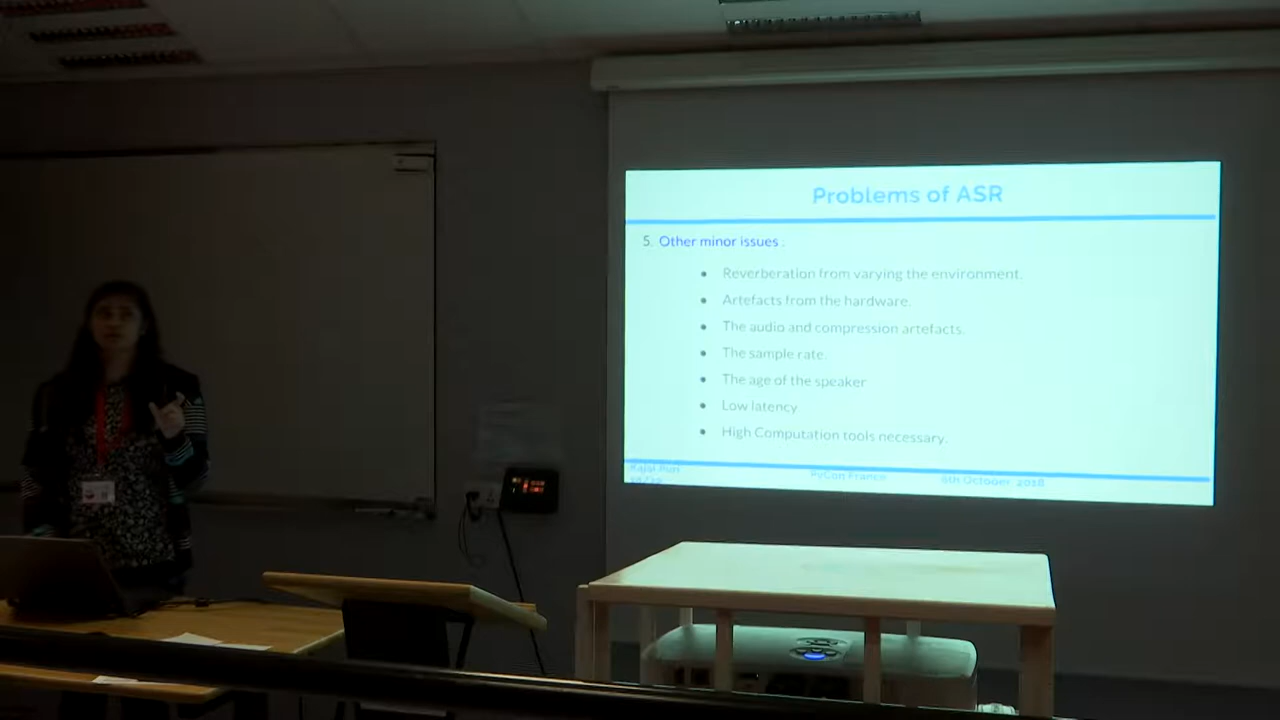 Problems of ASR
5. Other minor issues .
● Reverberation from varying the environment.
● Artefacts from the hardware.
● The audio and compression artefacts.
● The sample rate.
● The age of the speaker
● Low latency
● High Computation tools necessary.
Kajal Puri PyCon France 6th October, 2018